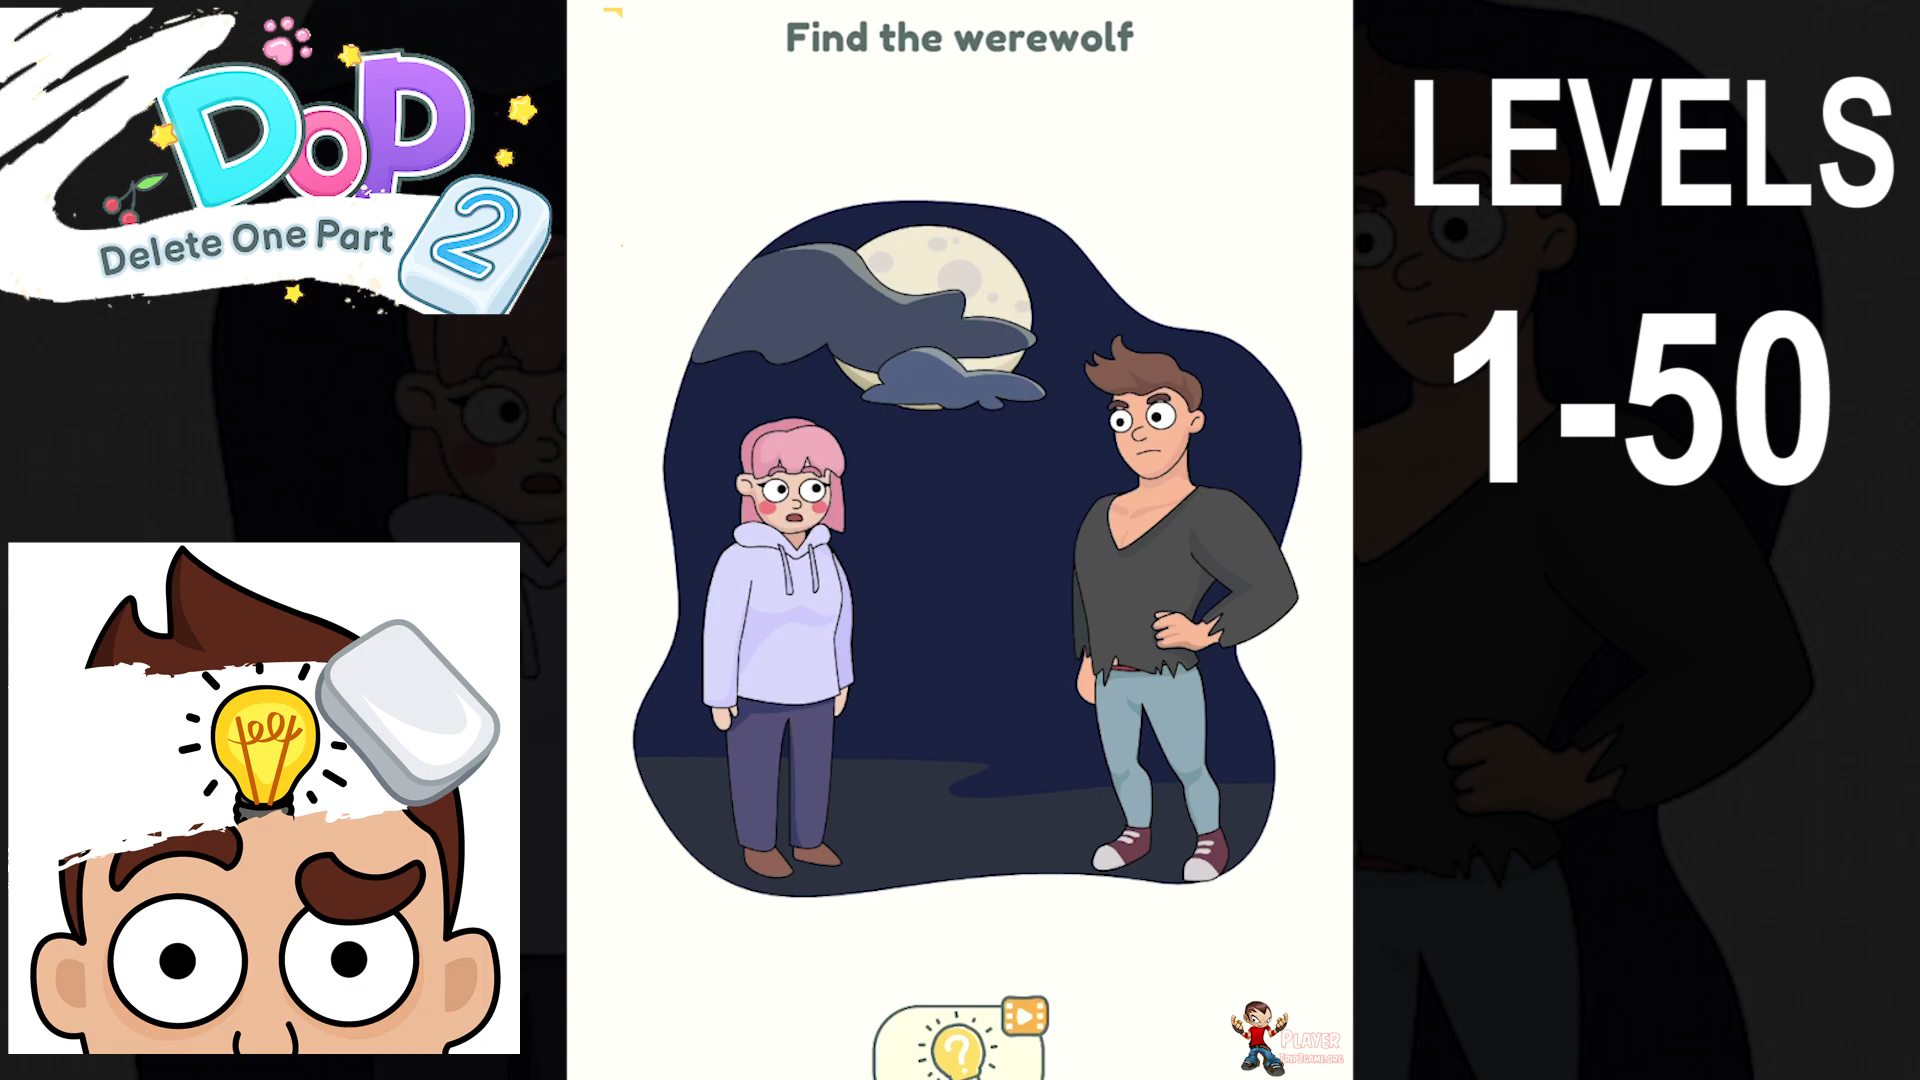 Find the werewolf
DOP
Delete One Part
2
LEVELS
1-50
?
PLAYER